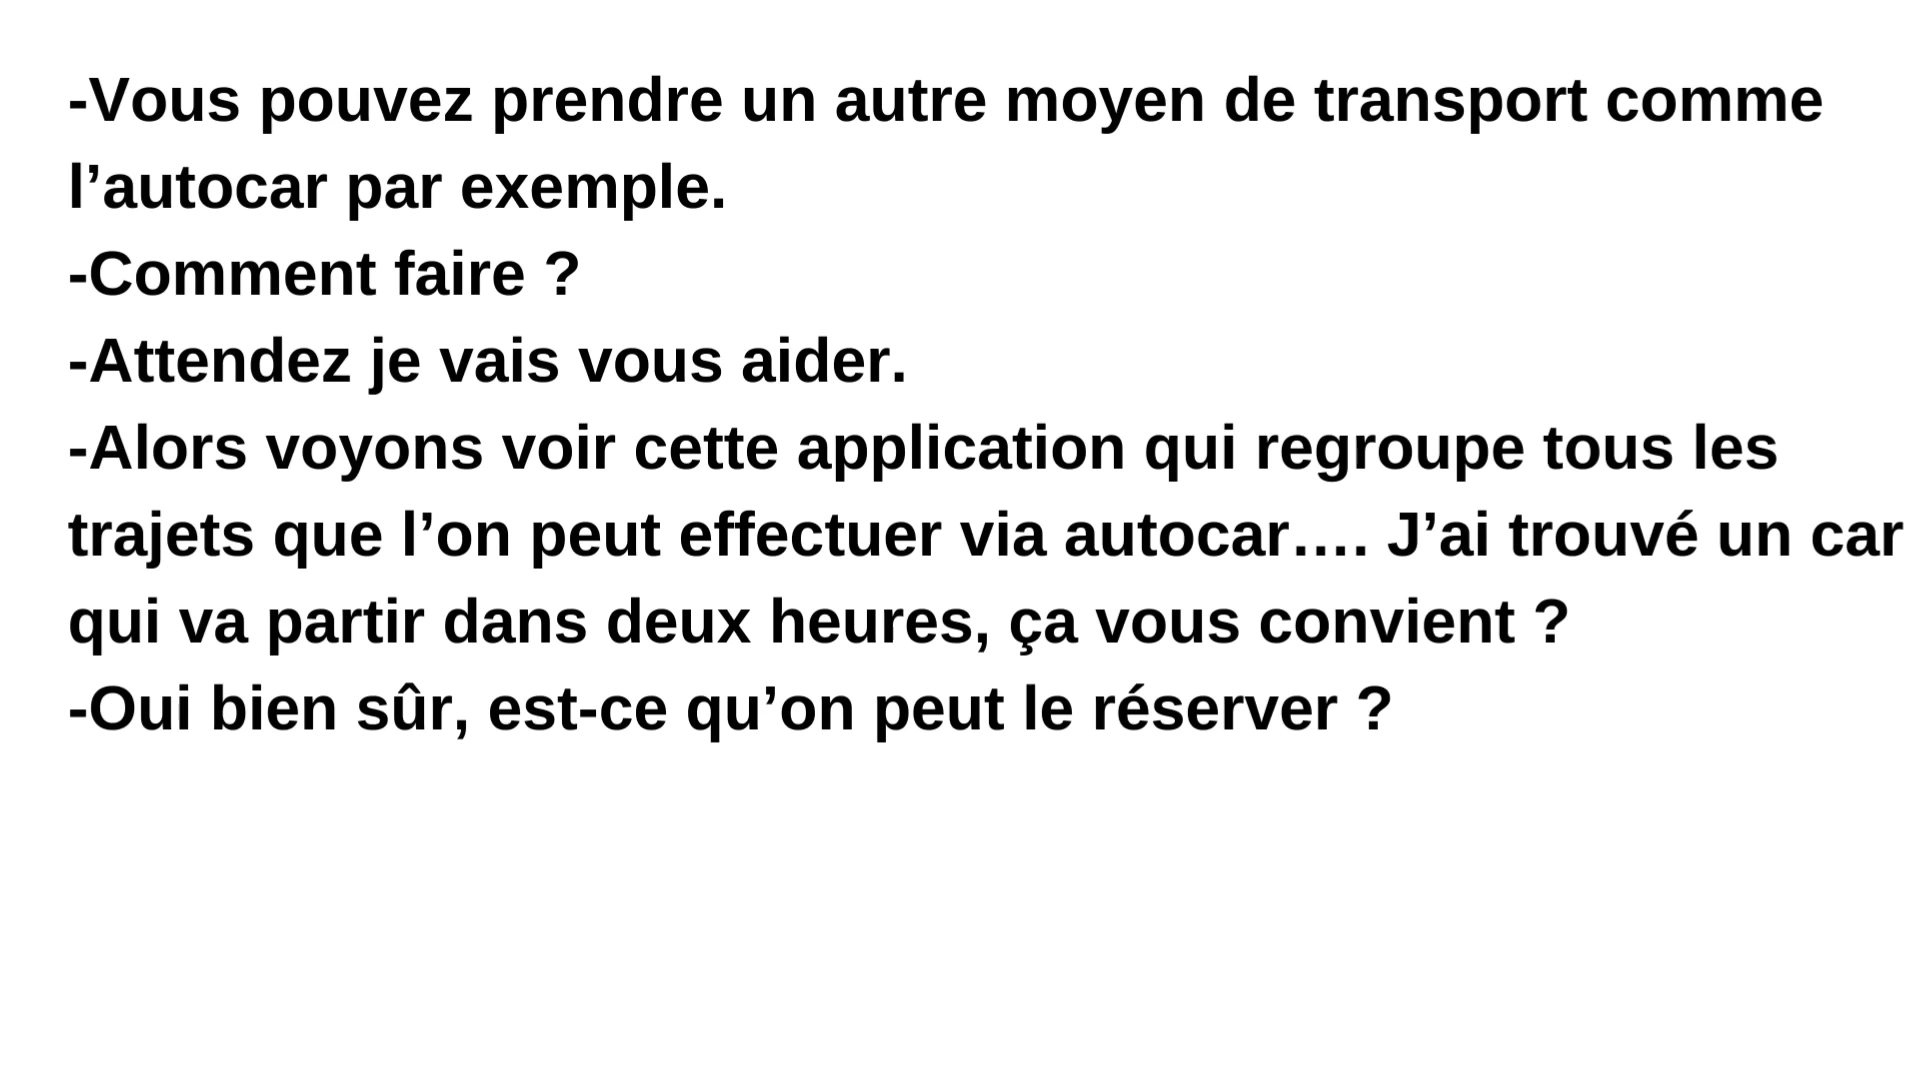 -Vous pouvez prendre un autre moyen de transport comme
l’autocar par exemple.
-Comment faire ?
-Attendez je vais vous aider.
-Alors voyons voir cette application qui regroupe tous les
trajets que l’on peut effectuer via autocar…. J’ai trouvé un car
qui va partir dans deux heures, ça vous convient ?
-Oui bien sûr, est-ce qu’on peut le réserver ?